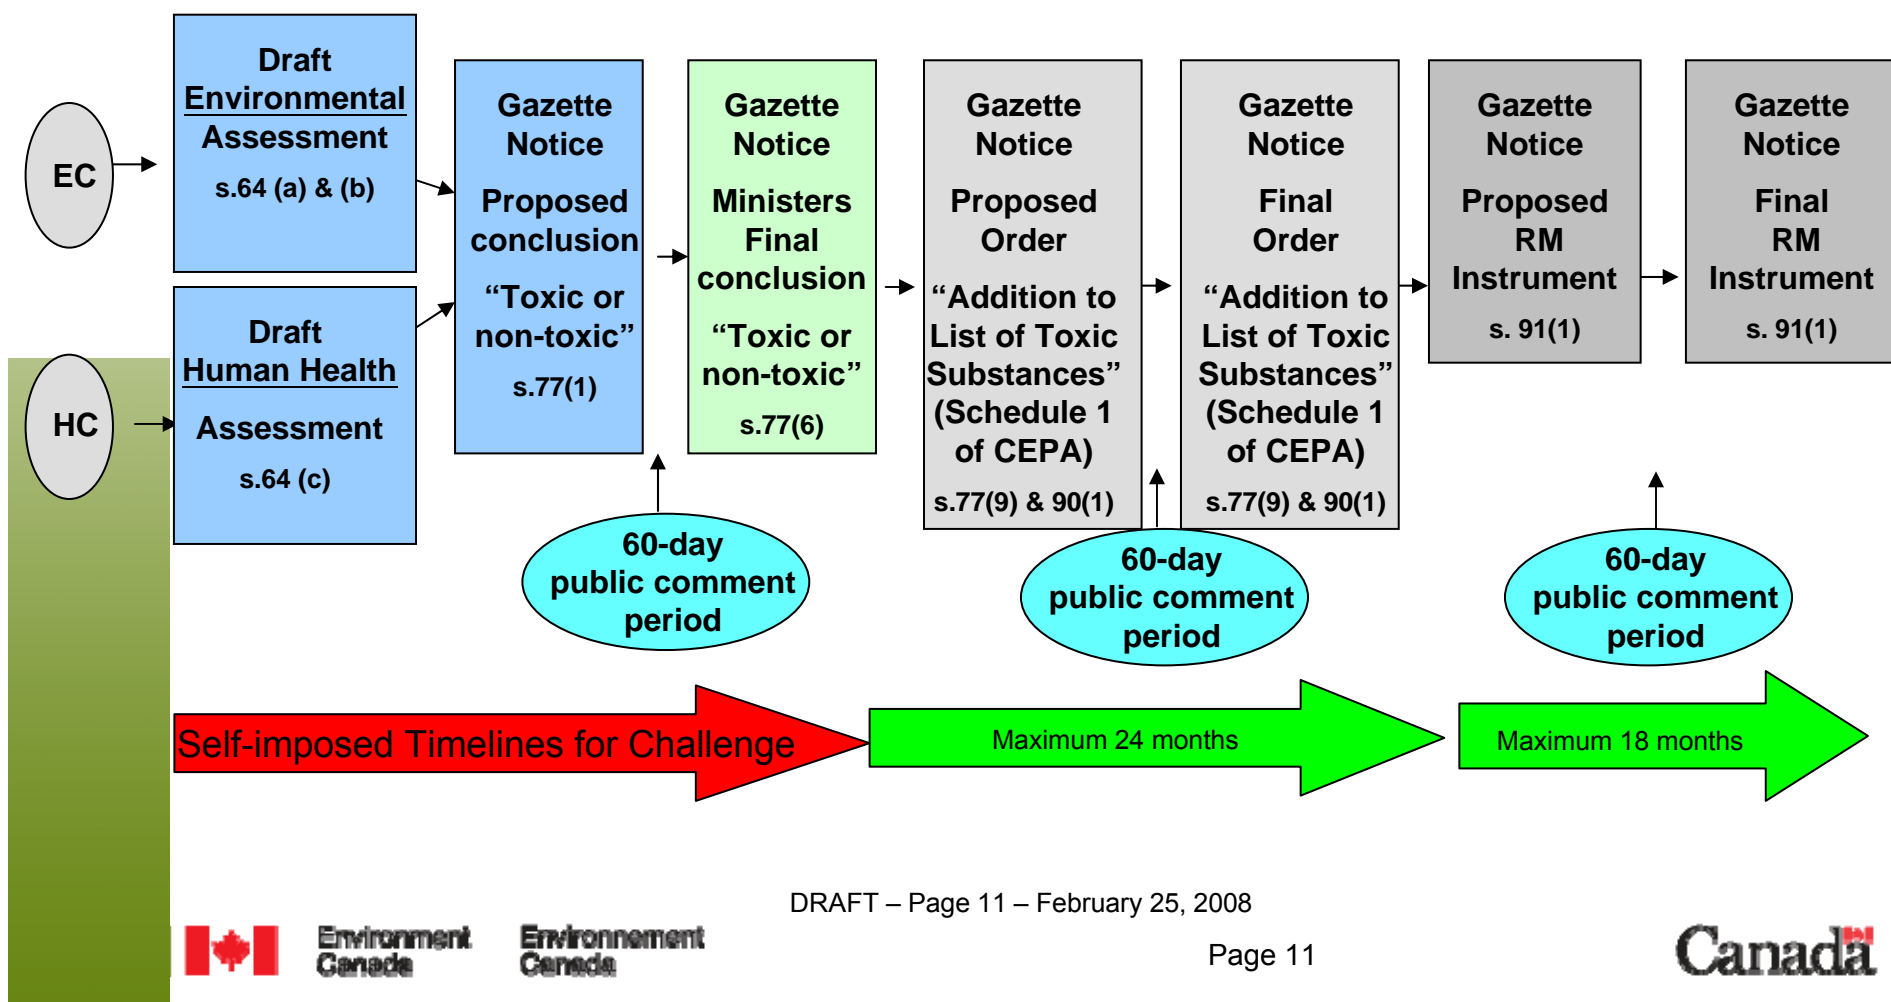 EC
HC
Draft
Environmental
Assessment
s.64 (a) & (b)
Draft
Human Health
Assessment
s.64 (c)
Gazette
Notice
Proposed
conclusion
“Toxic or
non-toxic”
s.77(1)
Gazette
Notice
Ministers
Final
conclusion
“Toxic or
non-toxic”
s.77(6)
Gazette
Notice
Proposed
Order
“Addition to
List of Toxic
Substances”
(Schedule 1
of CEPA)
s.77(9) & 90(1)
Gazette
Notice
Final
Order
“Addition to
List of Toxic
Substances”
(Schedule 1
of CEPA)
s.77(9) & 90(1)
Gazette
Notice
Proposed
RM
Instrument
s. 91(1)
Gazette
Notice
Final
RM
Instrument
s. 91(1)
60-day
public comment
period
60-day
public comment
period
60-day
public comment
period
Self-imposed Timelines for Challenge
Maximum 24 months
Maximum 18 months
DRAFT – Page 11 – February 25, 2008
Page 11
Environment
Canada
Environnement
Canada
Canada